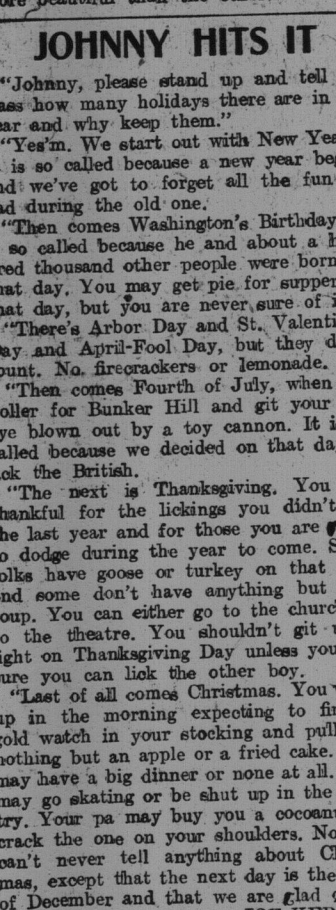 JOHNNY HITS IT
"Johnny, please stand up and tell
ass how many holidays there are in
ear and why keep them."
"Yes'm. We start out with New Yea
is so called because a new year be
nd we've got to forget all the fun
ad during the old one.
"Then comes Washington's Birthday
so called because he and about a h
red thousand other people were born
hat day. You may get pie for supper
hat day, but you are never sure of i
"There's Arbor Day and St. Valenti
ay and April-Fool Day, but they d
ount. No firecrackers or lemonade.
"Then comes Fourth of July, when
oller for Bunker Hill and git your
ye blown out by a toy cannon. It i
alled because we decided on that da
ick the British.
"The next is Thanksgiving. You
hankful for the lickings you didn't
he last year and for those you are
o dodge during the year to come. S
olks have goose or turkey on that
nd some don't have anything but
oup. You can either go to the churc
o the theatre. You shouldn't git
ight on Thanksgiving Day unless you
ure you can lick the other boy.
"Last of all comes Christmas. You
up in the morning expecting to fin
gold watch in your stocking and pull
nothing but an apple or a fried cake.
may have a big dinner or none at all.
may go skating or be shut up in the
try. Your pa may buy you a cocoanu
crack the one on your shoulders. No
can't never tell anything about Ch
mas, except that the next day is the
of December and that we are glad